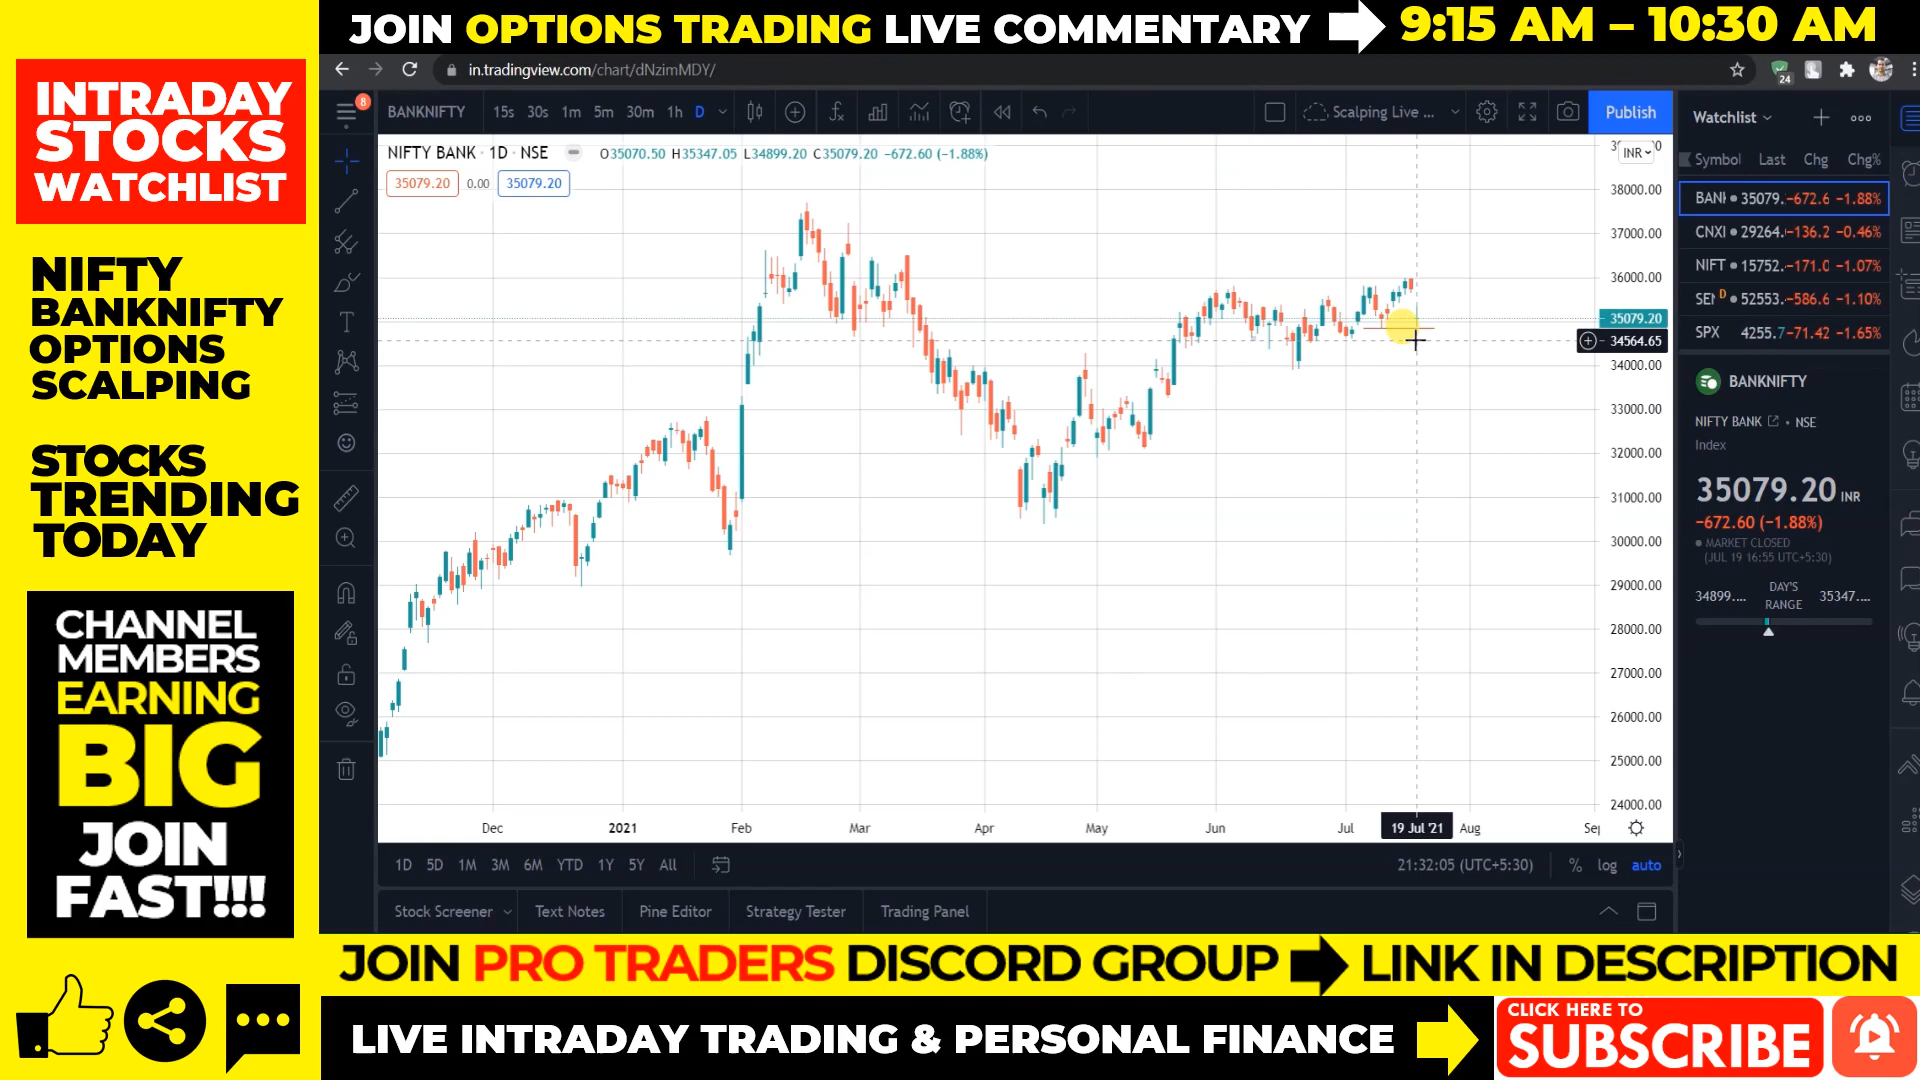 JOIN OPTIONS TRADING LIVE COMMENTARY 9:15 AM – 10:30 AM
INTRADAY
STOCKS
WATCHLIST
NIFTY
BANKNIFTY
OPTIONS
SCALPING
STOCKS
TRENDING
TODAY
CHANNEL
MEMBERS
EARNING
BIG
JOIN
FAST!!!
in.tradingview.com/chart/dNzimMDY/
24
8
BANKNIFTY 15s 30s 1m 5m 30m 1h D
Scalping Live ...
Publish
NIFTY BANK · 1D · NSE O35070.50 H35347.05 L34899.20 C35079.20 −672.60 (−1.88%)
35079.20 0.00 35079.20
INR
38000.00
37000.00
36000.00
35079.20
34564.65
34000.00
33000.00
32000.00
31000.00
30000.00
29000.00
28000.00
27000.00
26000.00
25000.00
24000.00
Dec 2021 Feb Mar Apr May Jun Jul 19 Jul '21 Aug
1D 5D 1M 3M 6M YTD 1Y 5Y All
21:32:05 (UTC+5:30) % log auto
Stock Screener Text Notes Pine Editor Strategy Tester Trading Panel
Watchlist
Symbol Last Chg Chg%
35079. −672.6 −1.88%
CNXI 29264. −136.2 −0.46%
NIFT 15752. −171.0 −1.07%
D 52553. −586.6 −1.10%
SPX 4255.7 −71.42 −1.65%
BANKNIFTY
NIFTY BANK • NSE
Index
35079.20 INR
−672.60 (−1.88%)
MARKET CLOSED
(JUL 19 16:55 UTC+5:30)
34899.... DAY'S RANGE 35347....
JOIN PRO TRADERS DISCORD GROUP LINK IN DESCRIPTION
LIVE INTRADAY TRADING & PERSONAL FINANCE
CLICK HERE TO
SUBSCRIBE